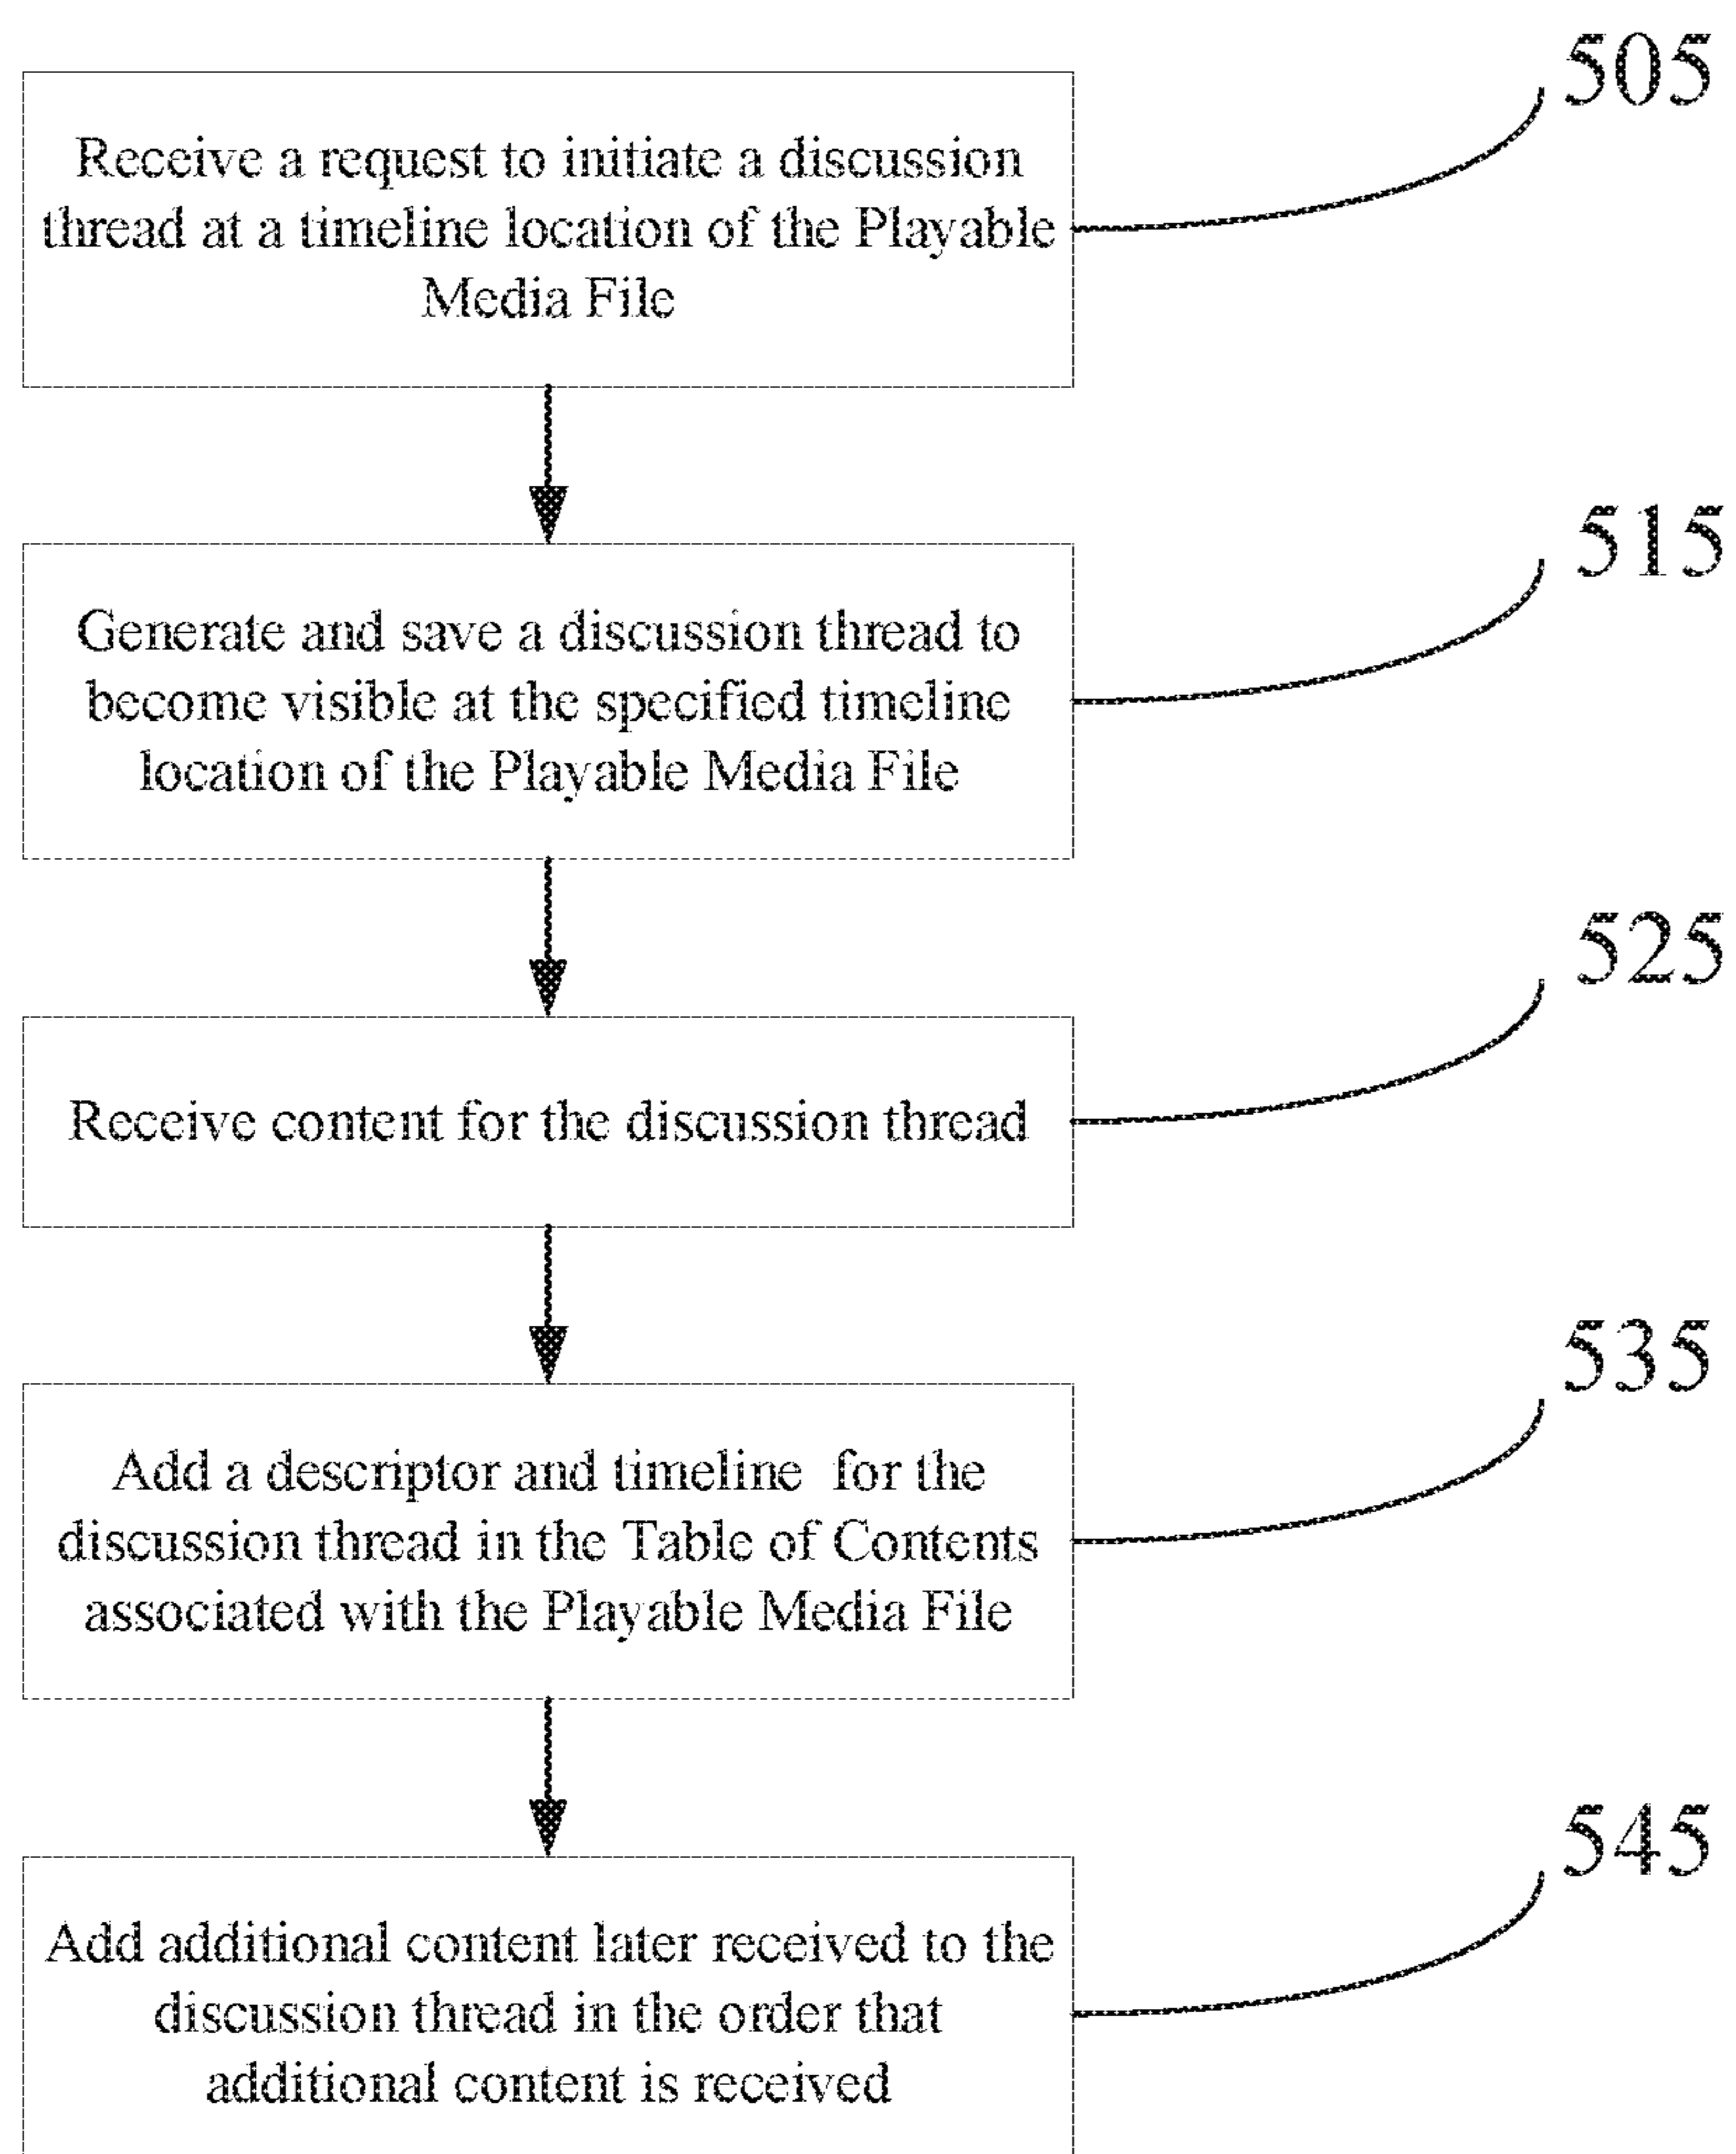 505
Receive a request to initiate a discussion
thread at a timeline location of the Playable
Media File
515
Generate and save a discussion thread to
become visible at the specified timeline
location of the Playable Media File
525
Receive content for the discussion thread
535
Add a descriptor and timeline for the
discussion thread in the Table of Contents
associated with the Playable Media File
545
Add additional content later received to the
discussion thread in the order that
additional content is received